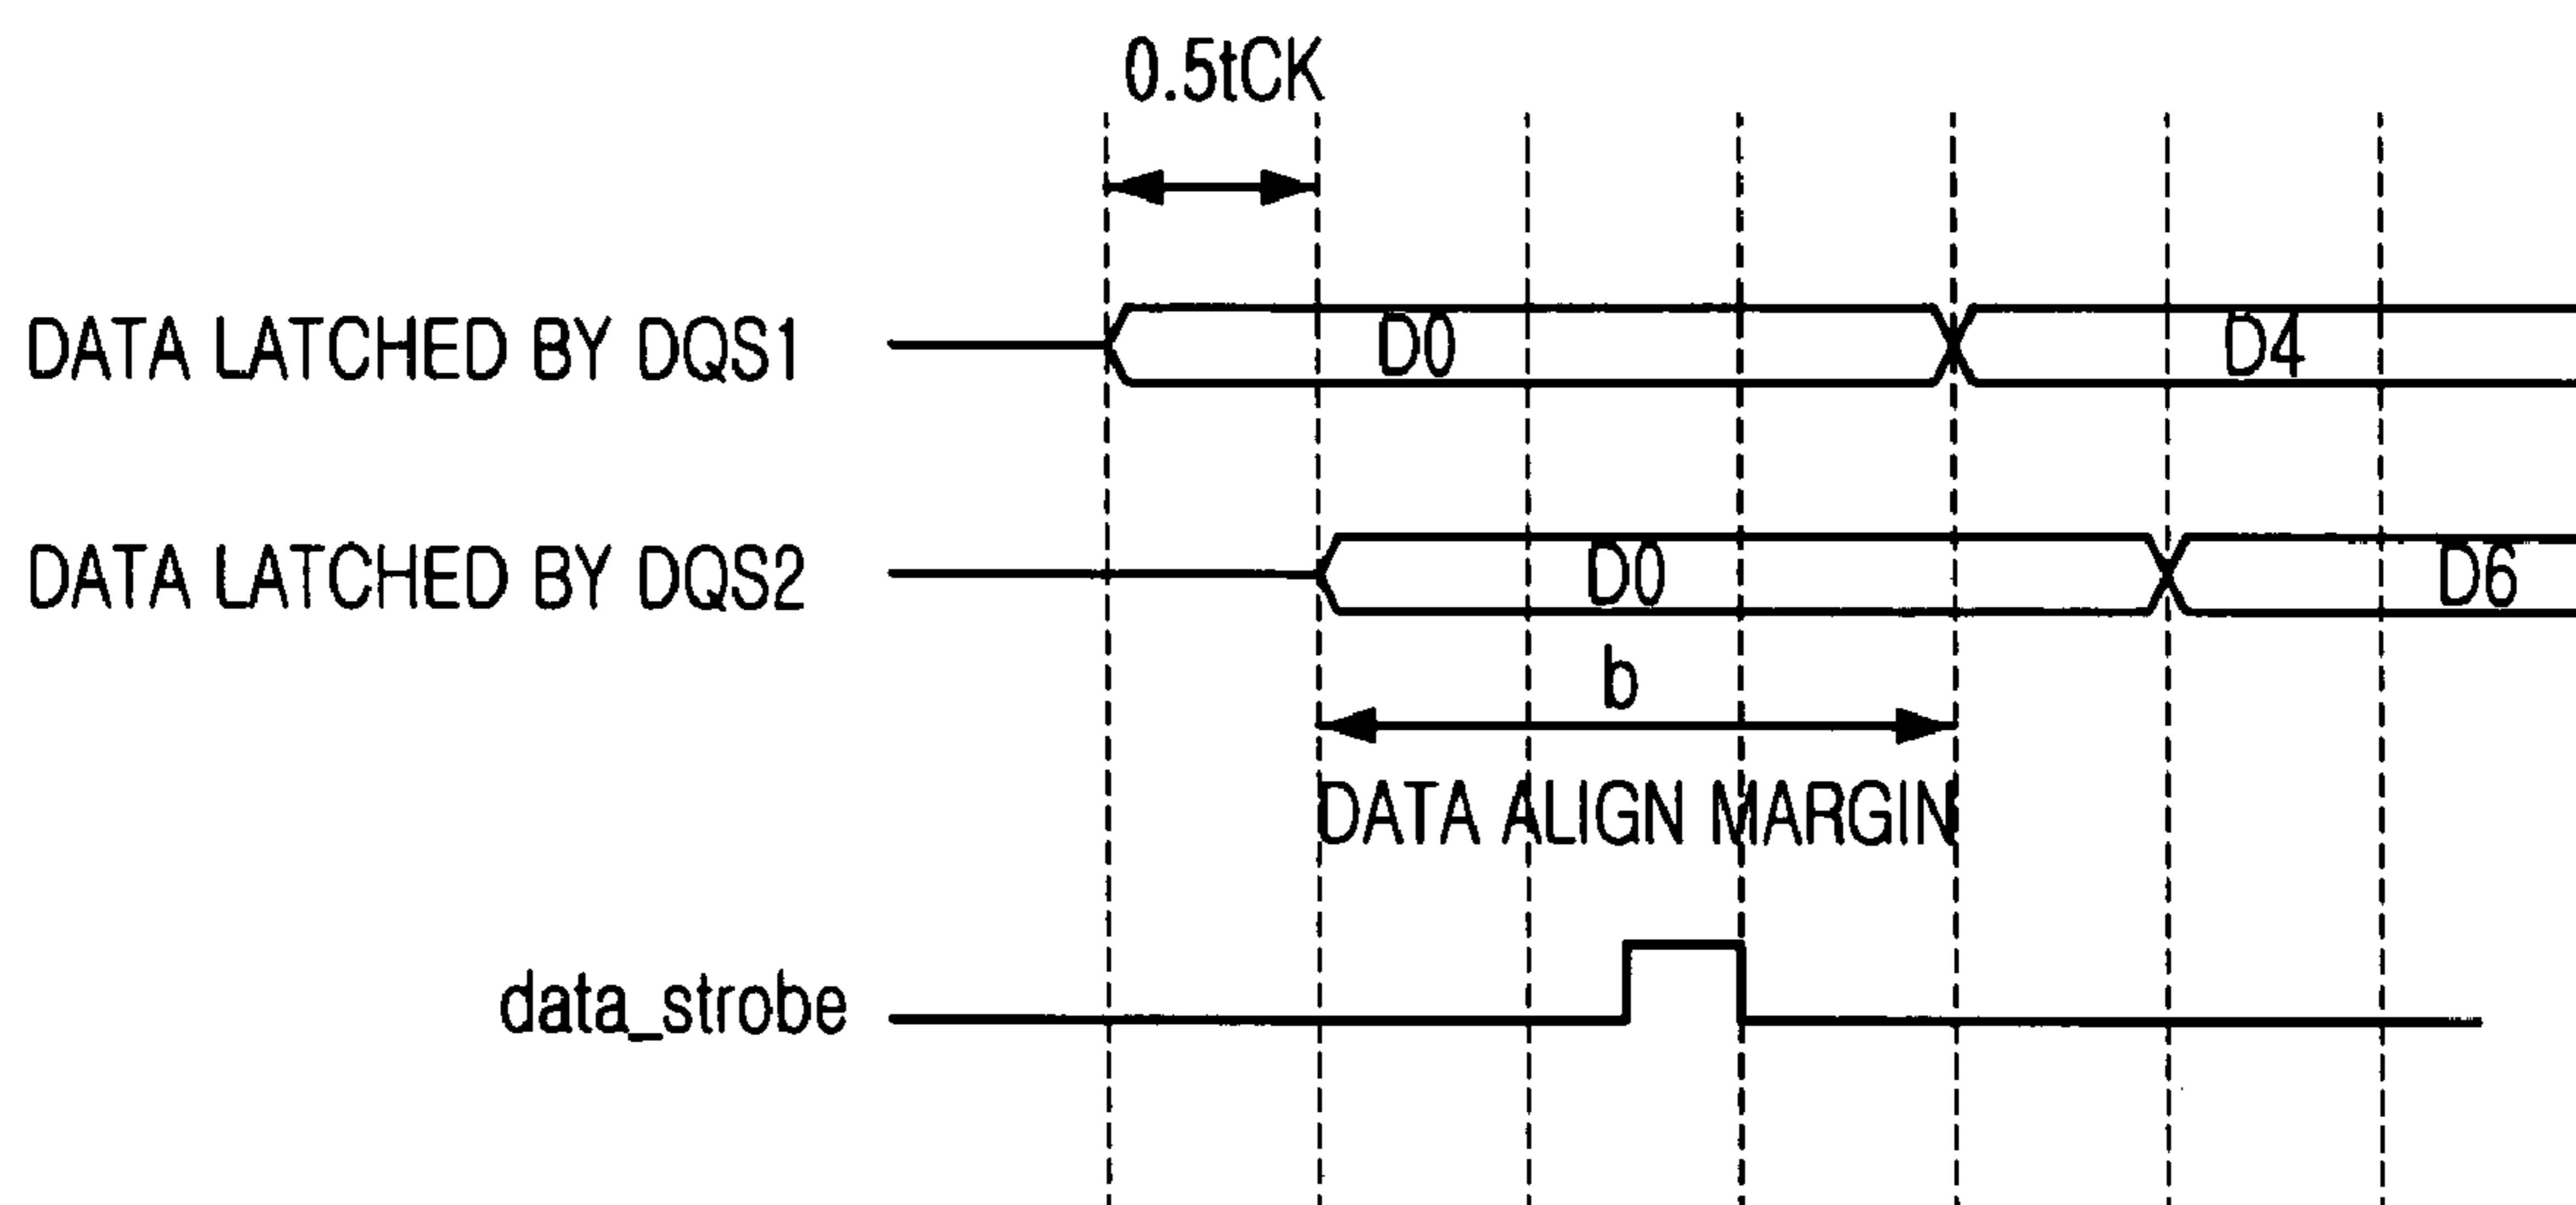 0.5tCK
DATA LATCHED BY DQS1 D0 D4
DATA LATCHED BY DQS2 D0 D6
b
DATA ALIGN MARGIN
data_strobe